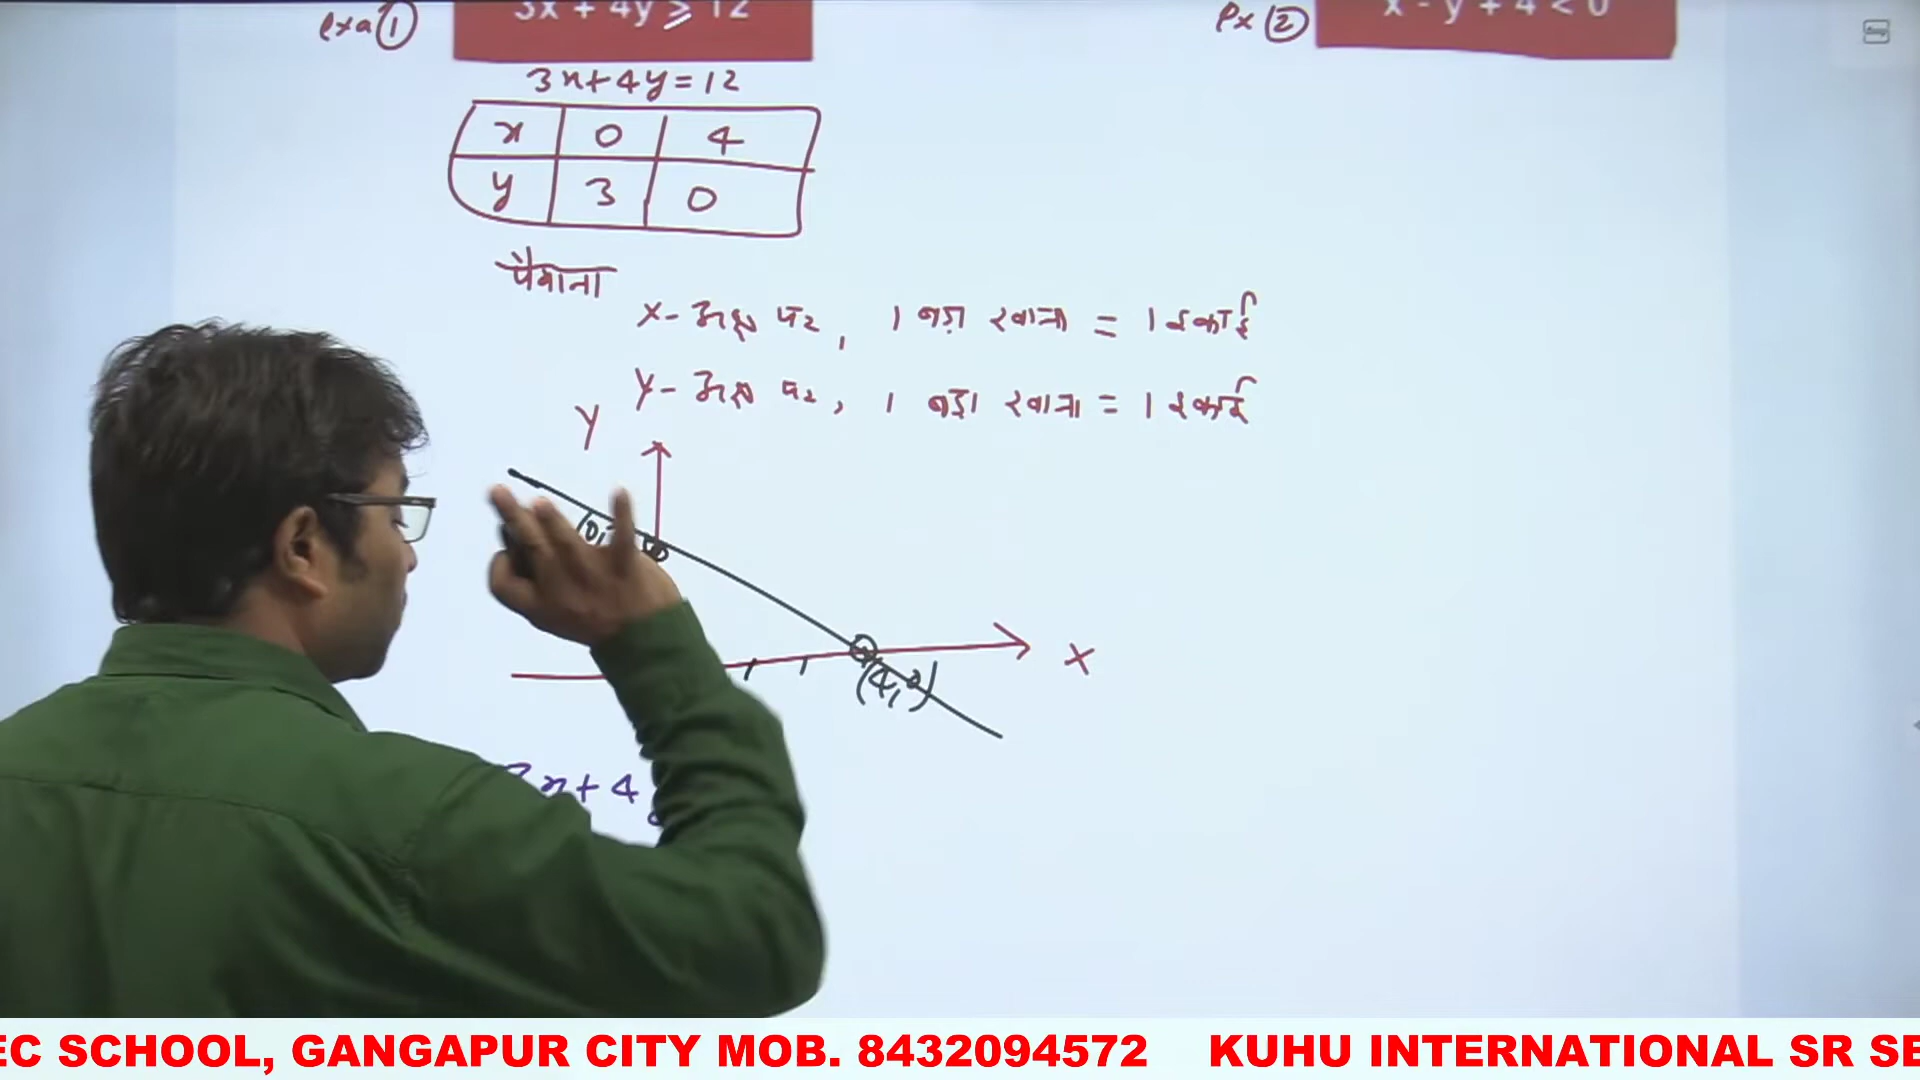 exa ① 3x + 4y ⩾ 12
ex ② x - y + 4 < 0
3x+4y=12
x 0 4
y 3 0
पैमाना
X- अक्ष पर, 1 बड़ा खाना = 1 इकाई
Y- अक्ष पर, 1 बड़ा खाना = 1 इकाई
Y
(0,
X
(4,0)
x+4
EC SCHOOL, GANGAPUR CITY MOB. 8432094572 KUHU INTERNATIONAL SR SE